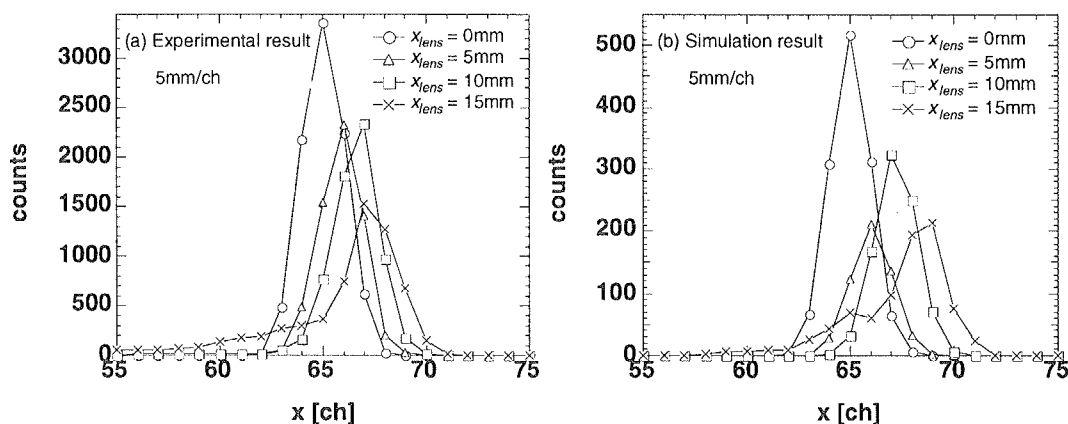 (a) Experimental result
5mm/ch
x_lens = 0mm
x_lens = 5mm
x_lens = 10mm
x_lens = 15mm
3000
2500
2000
1500
1000
500
0
counts
55
60
65
70
75
x [ch]
(b) Simulation result
5mm/ch
x_lens = 0mm
x_lens = 5mm
x_lens = 10mm
x_lens = 15mm
500
400
300
200
100
0
counts
55
60
65
70
75
x [ch]